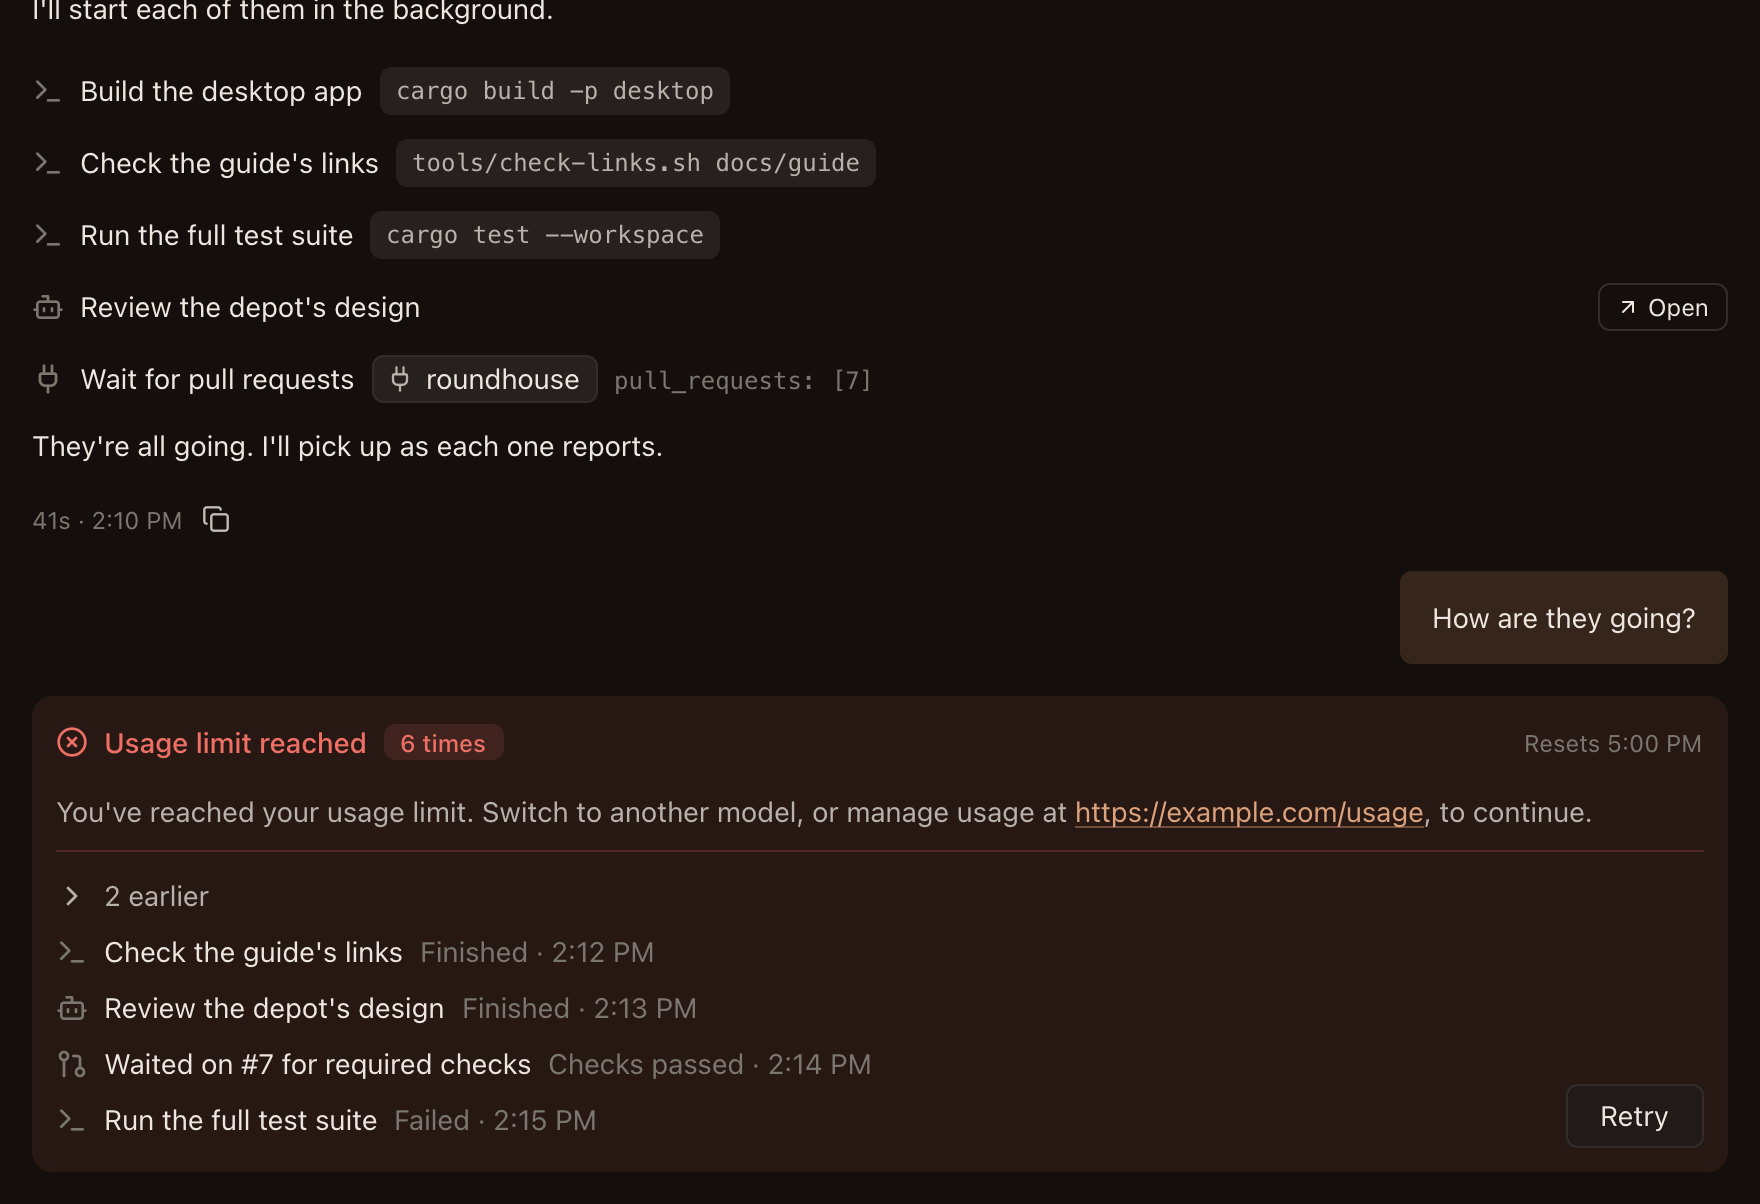 I'll start each of them in the background.
Build the desktop app cargo build -p desktop
Check the guide's links tools/check-links.sh docs/guide
Run the full test suite cargo test --workspace
Review the depot's design Open
Wait for pull requests roundhouse pull_requests: [7]
They're all going. I'll pick up as each one reports.
41s · 2:10 PM
How are they going?
Usage limit reached 6 times Resets 5:00 PM
You've reached your usage limit. Switch to another model, or manage usage at https://example.com/usage, to continue.
2 earlier
Check the guide's links Finished · 2:12 PM
Review the depot's design Finished · 2:13 PM
Waited on #7 for required checks Checks passed · 2:14 PM
Run the full test suite Failed · 2:15 PM
Retry